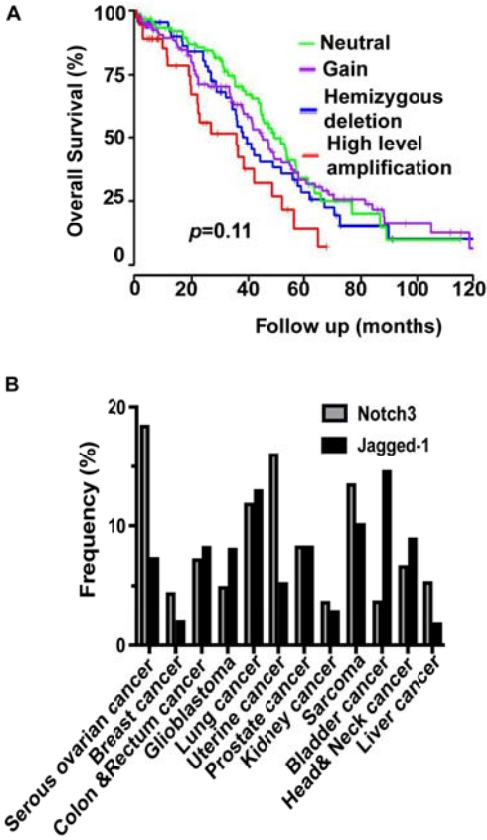 A
Overall Survival (%)
100
75
50
25
0
Neutral
Gain
Hemizygous
deletion
High level
amplification
p=0.11
0 20 40 60 80 100 120
Follow up (months)
B
Frequency (%)
20
10
0
Notch3
Jagged-1
Serous ovarian cancer
Breast cancer
Colon &Rectum cancer
Glioblastoma
Lung cancer
Uterine cancer
Prostate cancer
Kidney cancer
Sarcoma
Bladder cancer
Head& Neck cancer
Liver cancer